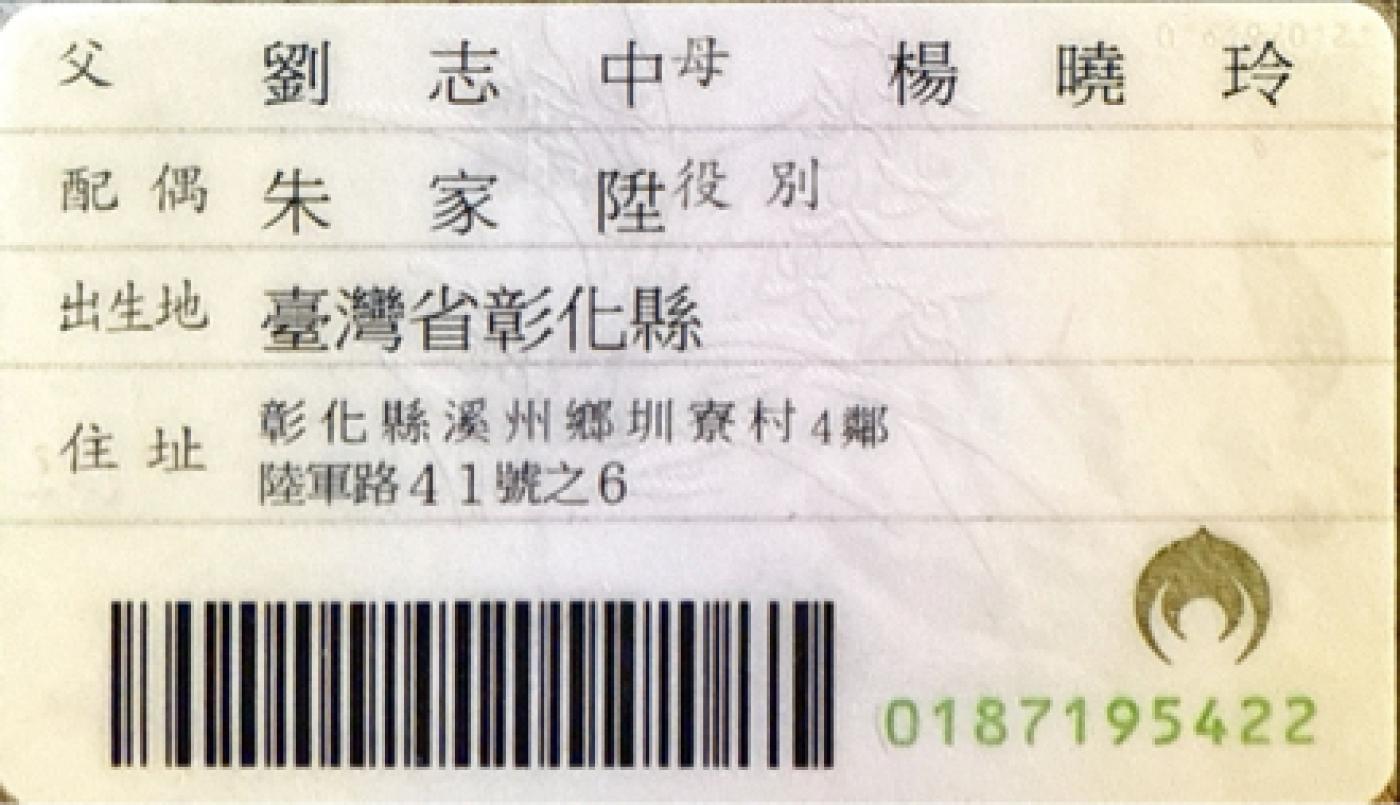 父 劉志中 母 楊曉玲
配偶 朱家陞 役別
出生地 臺灣省彰化縣
住址 彰化縣溪州鄉圳寮村4鄰
陸軍路41號之6
0187195422